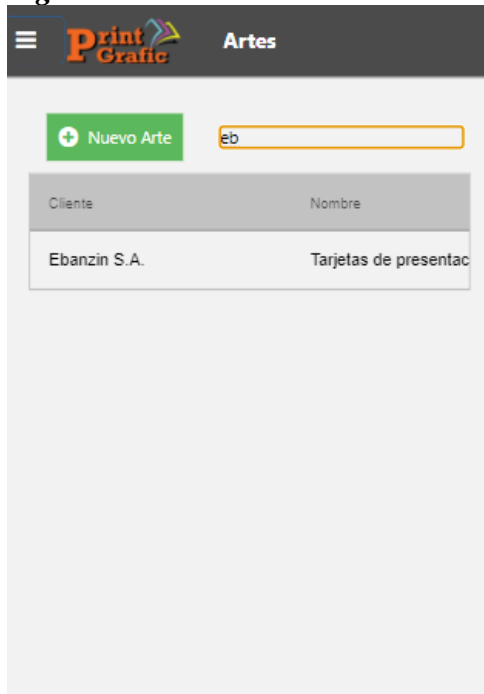 Print
Grafic
Artes
Nuevo Arte
eb
Cliente Nombre
Ebanzin S.A. Tarjetas de presentac